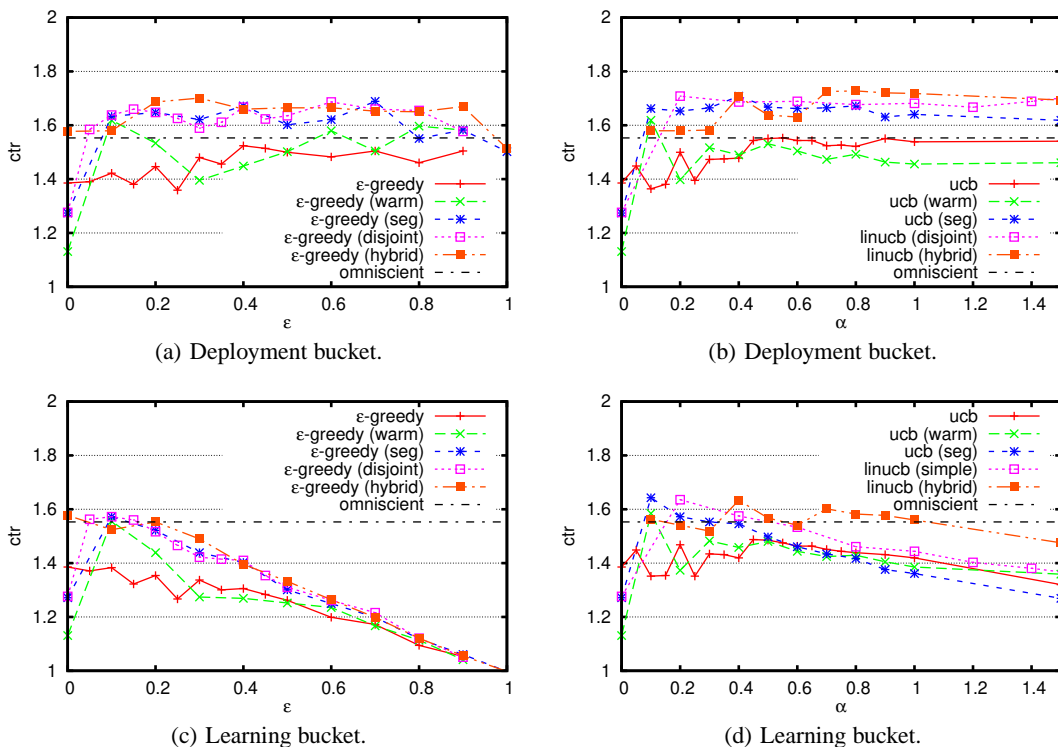 2
1.8
1.6
1.4
1.2
1
ctr
0 0.2 0.4 0.6 0.8 1
ε
ε-greedy
ε-greedy (warm)
ε-greedy (seg)
ε-greedy (disjoint)
ε-greedy (hybrid)
omniscient
(a) Deployment bucket.
2
1.8
1.6
1.4
1.2
1
ctr
0 0.2 0.4 0.6 0.8 1 1.2 1.4
α
ucb
ucb (warm)
ucb (seg)
linucb (disjoint)
linucb (hybrid)
omniscient
(b) Deployment bucket.
2
1.8
1.6
1.4
1.2
1
ctr
0 0.2 0.4 0.6 0.8 1
ε
ε-greedy
ε-greedy (warm)
ε-greedy (seg)
ε-greedy (disjoint)
ε-greedy (hybrid)
omniscient
(c) Learning bucket.
2
1.8
1.6
1.4
1.2
1
ctr
0 0.2 0.4 0.6 0.8 1 1.2 1.4
α
ucb
ucb (warm)
ucb (seg)
linucb (simple)
linucb (hybrid)
omniscient
(d) Learning bucket.